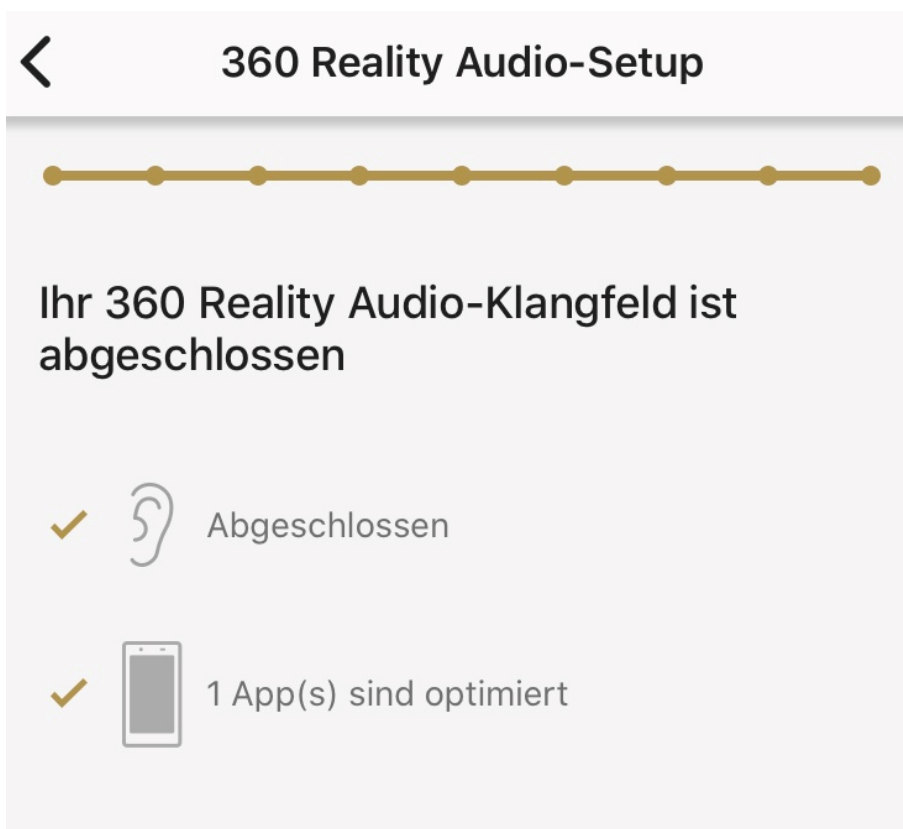 360 Reality Audio-Setup
Ihr 360 Reality Audio-Klangfeld ist
abgeschlossen
Abgeschlossen
1 App(s) sind optimiert